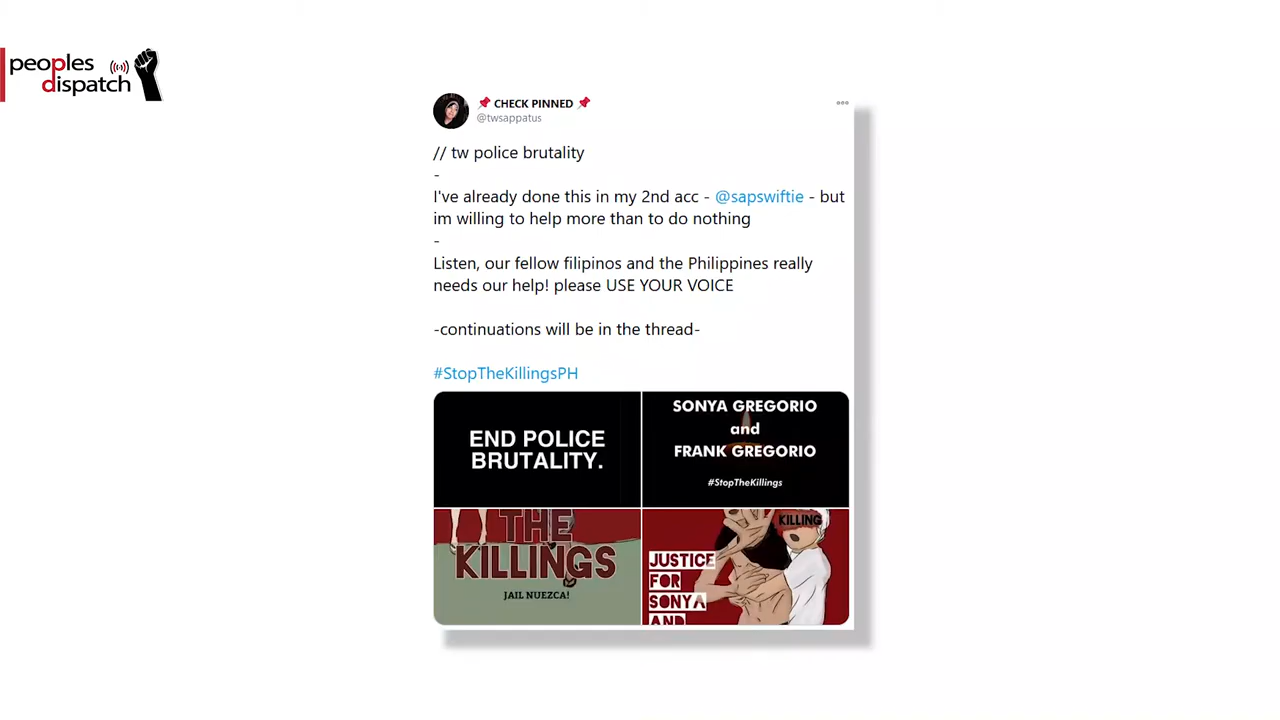 peoples
dispatch
CHECK PINNED
@twsappatus
// tw police brutality
-
I've already done this in my 2nd acc - @sapswiftie - but
im willing to help more than to do nothing
-
Listen, our fellow filipinos and the Philippines really
needs our help! please USE YOUR VOICE
-continuations will be in the thread-
#StopTheKillingsPH
END POLICE
BRUTALITY.
SONYA GREGORIO
and
FRANK GREGORIO
#StopTheKillings
THE
KILLINGS
JAIL NUEZCA!
KILLING
JUSTICE
FOR
SONYA
AND